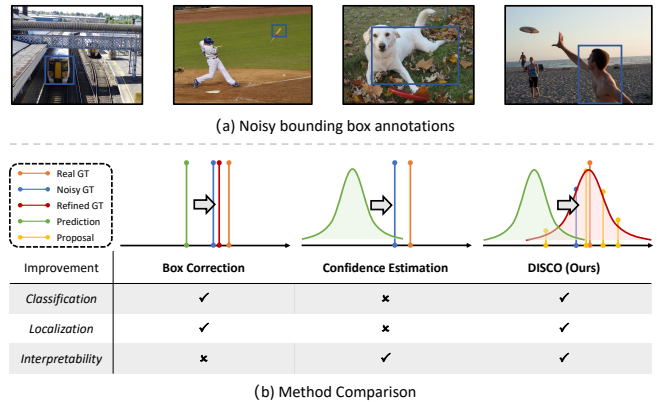 (a) Noisy bounding box annotations
Real GT
Noisy GT
Refined GT
Prediction
Proposal
Improvement Box Correction Confidence Estimation DISCO (Ours)
Classification ✓ × ✓
Localization ✓ × ✓
Interpretability × ✓ ✓
(b) Method Comparison